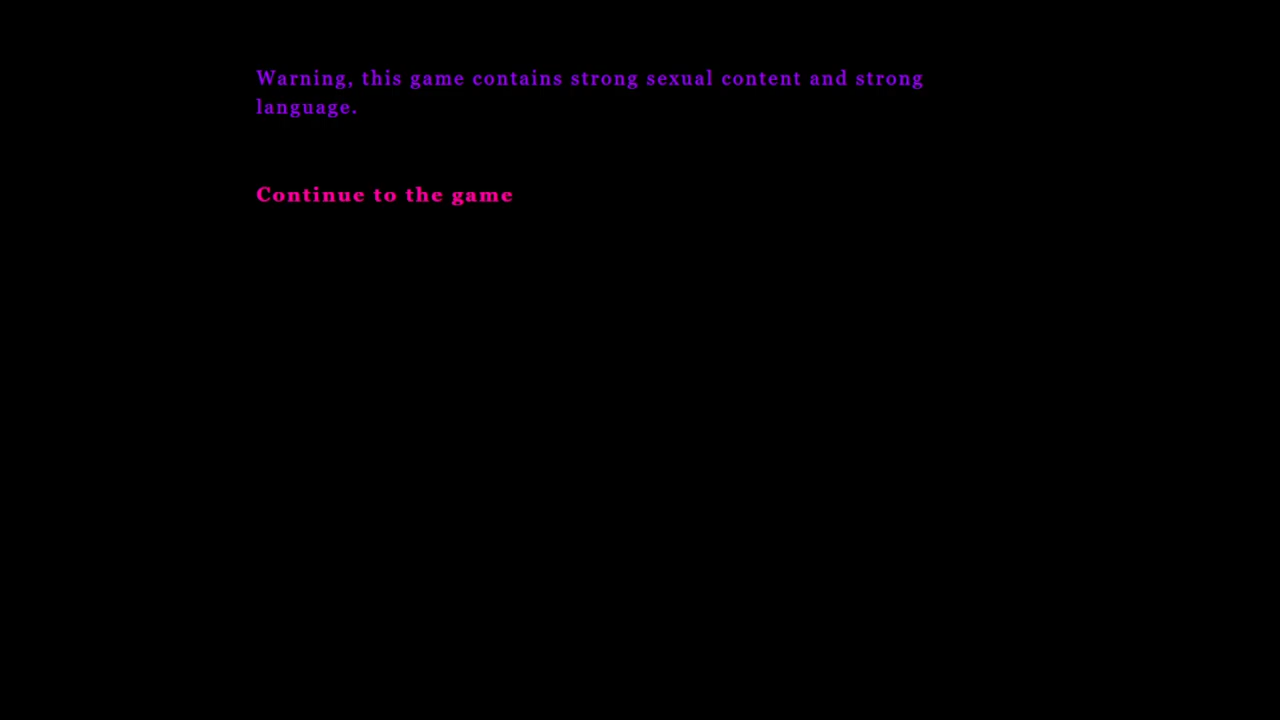 Warning, this game contains strong sexual content and strong
language.
Continue to the game